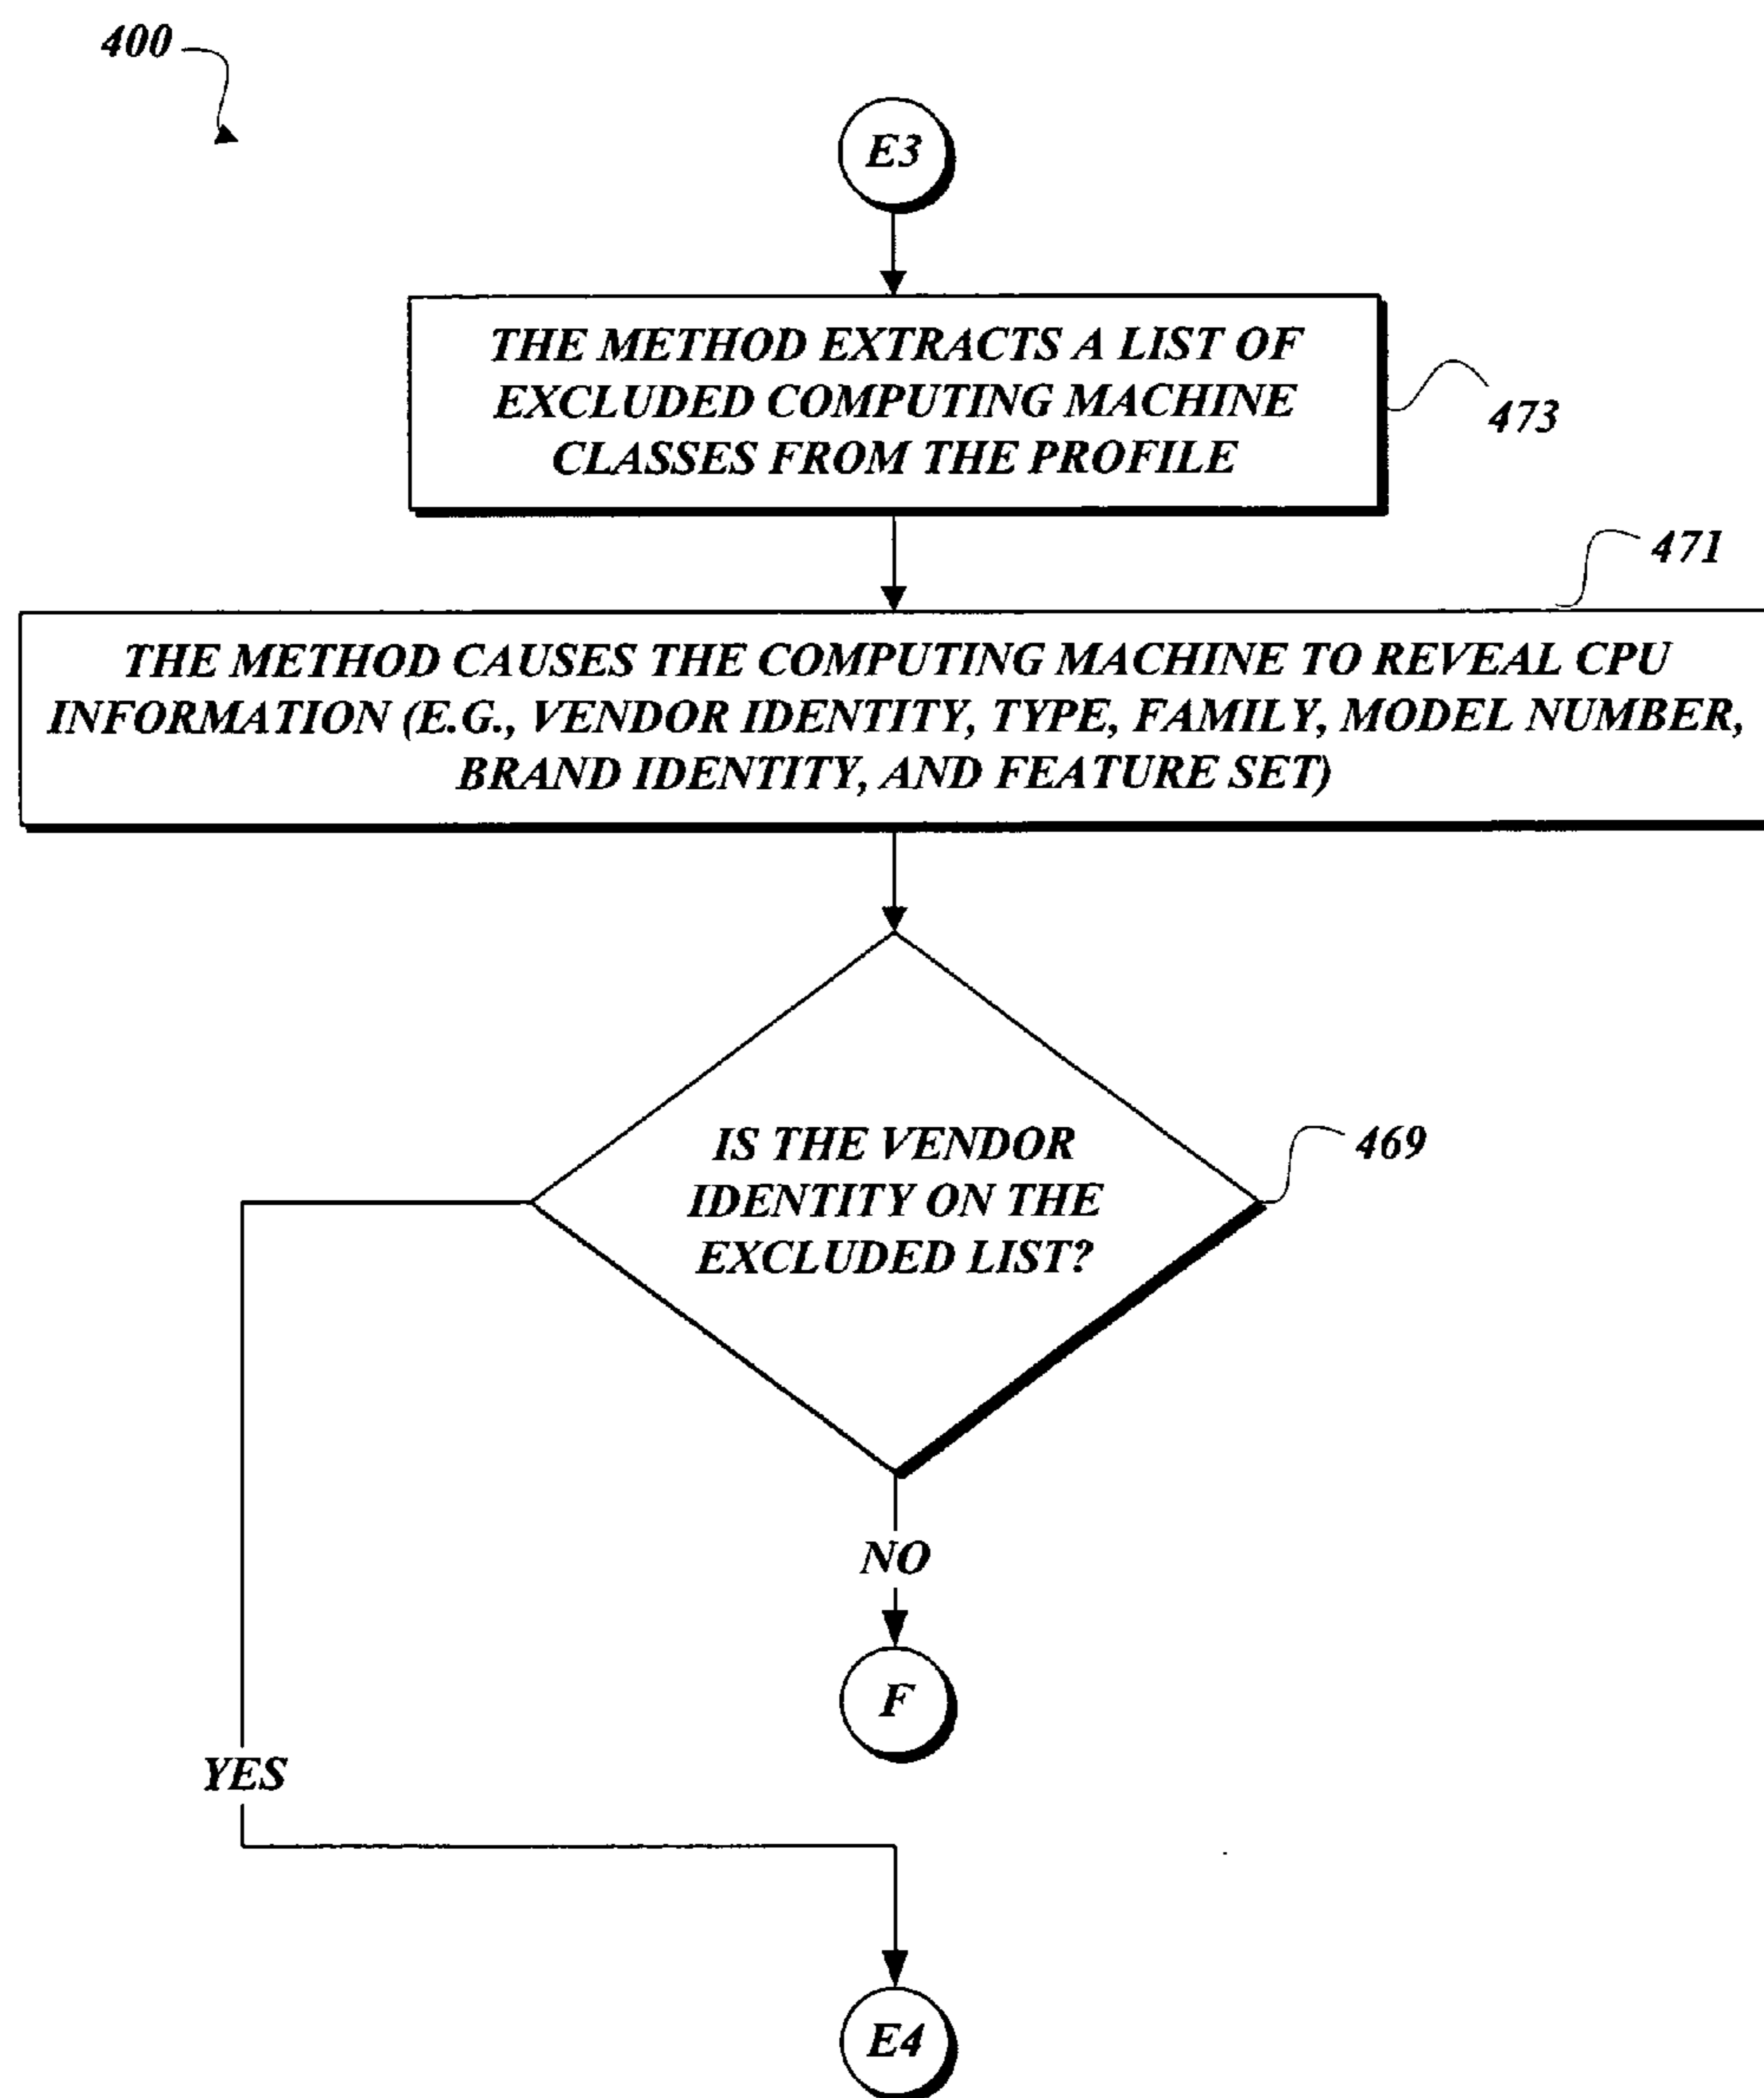 400
E3
THE METHOD EXTRACTS A LIST OF
EXCLUDED COMPUTING MACHINE
CLASSES FROM THE PROFILE
473
471
THE METHOD CAUSES THE COMPUTING MACHINE TO REVEAL CPU
INFORMATION (E.G., VENDOR IDENTITY, TYPE, FAMILY, MODEL NUMBER,
BRAND IDENTITY, AND FEATURE SET)
IS THE VENDOR
IDENTITY ON THE
EXCLUDED LIST?
469
NO
F
YES
E4